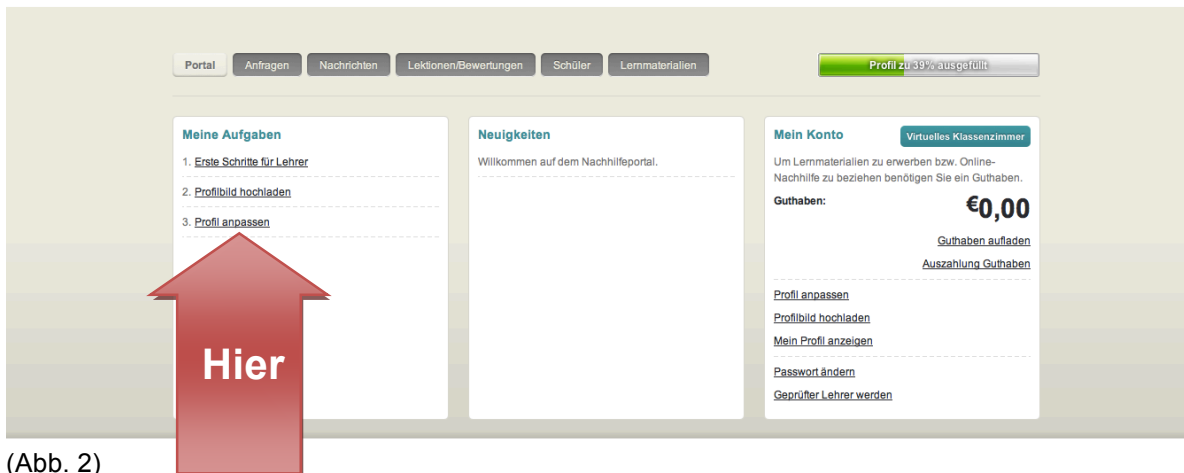 Portal
Anfragen
Nachrichten
Lektionen/Bewertungen
Schüler
Lernmaterialien
Profil zu 39% ausgefüllt
Meine Aufgaben
1. Erste Schritte für Lehrer
2. Profilbild hochladen
3. Profil anpassen
Hier
Neuigkeiten
Willkommen auf dem Nachhilfeportal.
Mein Konto
Virtuelles Klassenzimmer
Um Lernmaterialien zu erwerben bzw. Online-
Nachhilfe zu beziehen benötigen Sie ein Guthaben.
Guthaben:
€0,00
Guthaben aufladen
Auszahlung Guthaben
Profil anpassen
Profilbild hochladen
Mein Profil anzeigen
Passwort ändern
Geprüfter Lehrer werden
(Abb. 2)